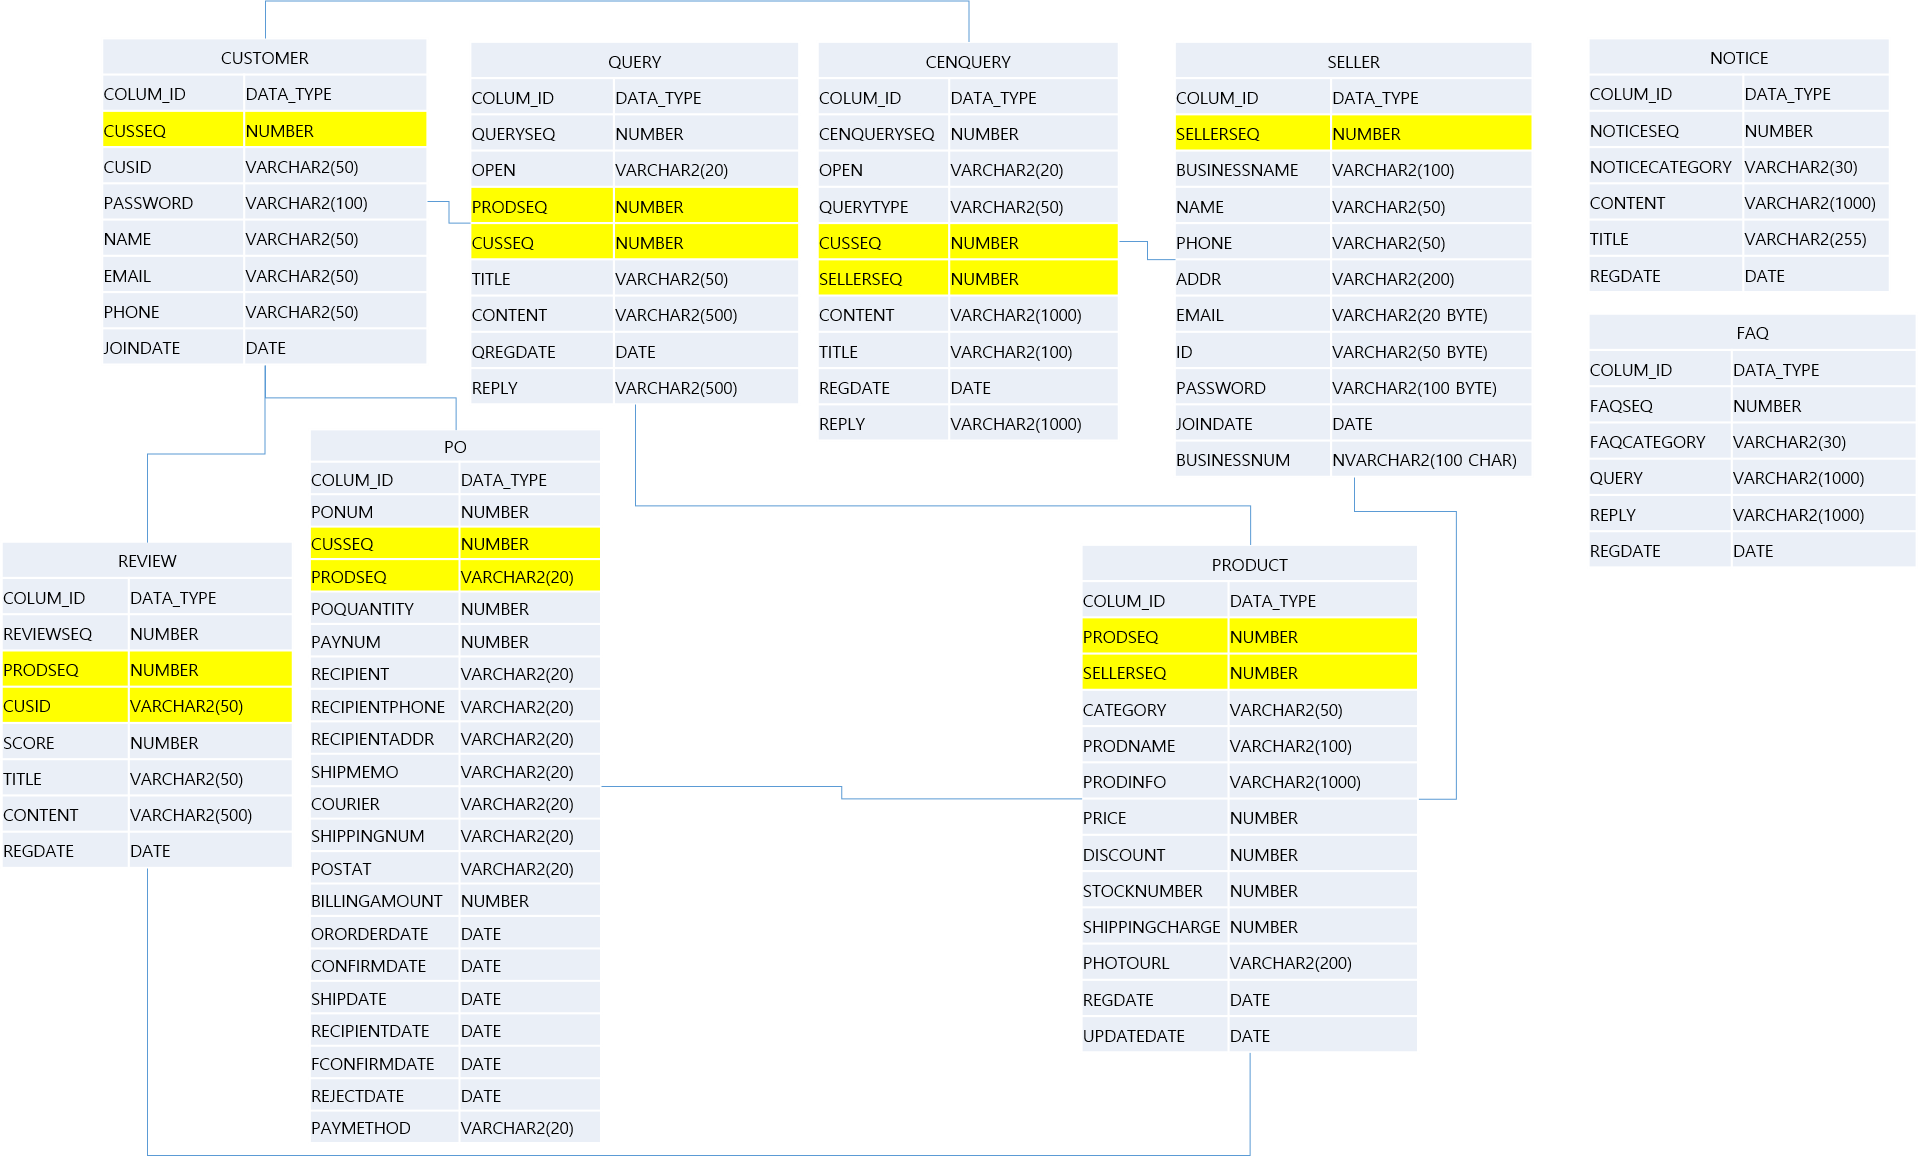 CUSTOMER
COLUM_ID DATA_TYPE
CUSSEQ NUMBER
CUSID VARCHAR2(50)
PASSWORD VARCHAR2(100)
NAME VARCHAR2(50)
EMAIL VARCHAR2(50)
PHONE VARCHAR2(50)
JOINDATE DATE
QUERY
COLUM_ID DATA_TYPE
QUERYSEQ NUMBER
OPEN VARCHAR2(20)
PRODSEQ NUMBER
CUSSEQ NUMBER
TITLE VARCHAR2(50)
CONTENT VARCHAR2(500)
QREGDATE DATE
REPLY VARCHAR2(500)
CENQUERY
COLUM_ID DATA_TYPE
CENQUERYSEQ NUMBER
OPEN VARCHAR2(20)
QUERYTYPE VARCHAR2(50)
CUSSEQ NUMBER
SELLERSEQ NUMBER
CONTENT VARCHAR2(1000)
TITLE VARCHAR2(100)
REGDATE DATE
REPLY VARCHAR2(1000)
SELLER
COLUM_ID DATA_TYPE
SELLERSEQ NUMBER
BUSINESSNAME VARCHAR2(100)
NAME VARCHAR2(50)
PHONE VARCHAR2(50)
ADDR VARCHAR2(200)
EMAIL VARCHAR2(20 BYTE)
ID VARCHAR2(50 BYTE)
PASSWORD VARCHAR2(100 BYTE)
JOINDATE DATE
BUSINESSNUM NVARCHAR2(100 CHAR)
NOTICE
COLUM_ID DATA_TYPE
NOTICESEQ NUMBER
NOTICECATEGORY VARCHAR2(30)
CONTENT VARCHAR2(1000)
TITLE VARCHAR2(255)
REGDATE DATE
FAQ
COLUM_ID DATA_TYPE
FAQSEQ NUMBER
FAQCATEGORY VARCHAR2(30)
QUERY VARCHAR2(1000)
REPLY VARCHAR2(1000)
REGDATE DATE
REVIEW
COLUM_ID DATA_TYPE
REVIEWSEQ NUMBER
PRODSEQ NUMBER
CUSID VARCHAR2(50)
SCORE NUMBER
TITLE VARCHAR2(50)
CONTENT VARCHAR2(500)
REGDATE DATE
PO
COLUM_ID DATA_TYPE
PONUM NUMBER
CUSSEQ NUMBER
PRODSEQ VARCHAR2(20)
POQUANTITY NUMBER
PAYNUM NUMBER
RECIPIENT VARCHAR2(20)
RECIPIENTPHONE VARCHAR2(20)
RECIPIENTADDR VARCHAR2(20)
SHIPMEMO VARCHAR2(20)
COURIER VARCHAR2(20)
SHIPPINGNUM VARCHAR2(20)
POSTAT VARCHAR2(20)
BILLINGAMOUNT NUMBER
ORORDERDATE DATE
CONFIRMDATE DATE
SHIPDATE DATE
RECIPIENTDATE DATE
FCONFIRMDATE DATE
REJECTDATE DATE
PAYMETHOD VARCHAR2(20)
PRODUCT
COLUM_ID DATA_TYPE
PRODSEQ NUMBER
SELLERSEQ NUMBER
CATEGORY VARCHAR2(50)
PRODNAME VARCHAR2(100)
PRODINFO VARCHAR2(1000)
PRICE NUMBER
DISCOUNT NUMBER
STOCKNUMBER NUMBER
SHIPPINGCHARGE NUMBER
PHOTOURL VARCHAR2(200)
REGDATE DATE
UPDATEDATE DATE